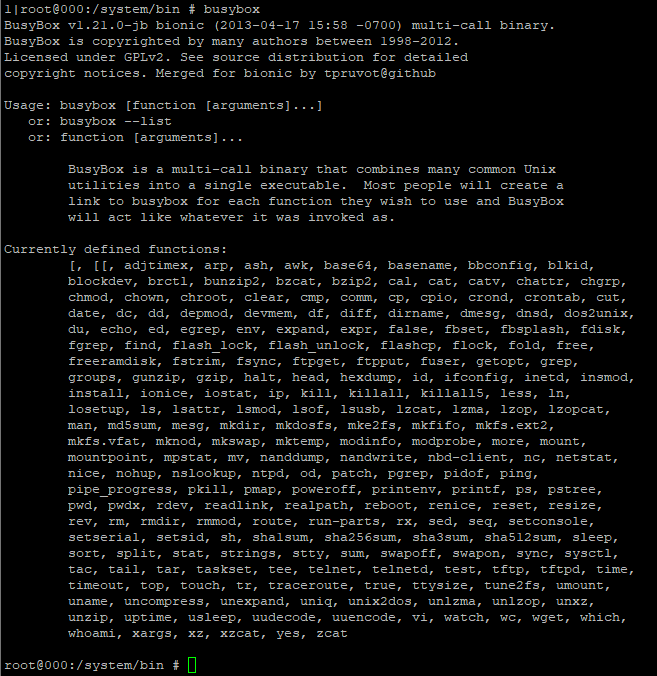 1|root@000:/system/bin # busybox
BusyBox v1.21.0-jb bionic (2013-04-17 15:58 -0700) multi-call binary.
BusyBox is copyrighted by many authors between 1998-2012.
Licensed under GPLv2. See source distribution for detailed
copyright notices. Merged for bionic by tpruvot@github

Usage: busybox [function [arguments]...]
   or: busybox --list
   or: function [arguments]...

        BusyBox is a multi-call binary that combines many common Unix
        utilities into a single executable.  Most people will create a
        link to busybox for each function they wish to use and BusyBox
        will act like whatever it was invoked as.

Currently defined functions:
        [, [[, adjtimex, arp, ash, awk, base64, basename, bbconfig, blkid,
        blockdev, brctl, bunzip2, bzcat, bzip2, cal, cat, catv, chattr, chgrp,
        chmod, chown, chroot, clear, cmp, comm, cp, cpio, crond, crontab, cut,
        date, dc, dd, depmod, devmem, df, diff, dirname, dmesg, dnsd, dos2unix,
        du, echo, ed, egrep, env, expand, expr, false, fbset, fbsplash, fdisk,
        fgrep, find, flash_lock, flash_unlock, flashcp, flock, fold, free,
        freeramdisk, fstrim, fsync, ftpget, ftpput, fuser, getopt, grep,
        groups, gunzip, gzip, halt, head, hexdump, id, ifconfig, inetd, insmod,
        install, ionice, iostat, ip, kill, killall, killall5, less, ln,
        losetup, ls, lsattr, lsmod, lsof, lsusb, lzcat, lzma, lzop, lzopcat,
        man, md5sum, mesg, mkdir, mkdosfs, mke2fs, mkfifo, mkfs.ext2,
        mkfs.vfat, mknod, mkswap, mktemp, modinfo, modprobe, more, mount,
        mountpoint, mpstat, mv, nanddump, nandwrite, nbd-client, nc, netstat,
        nice, nohup, nslookup, ntpd, od, patch, pgrep, pidof, ping,
        pipe_progress, pkill, pmap, poweroff, printenv, printf, ps, pstree,
        pwd, pwdx, rdev, readlink, realpath, reboot, renice, reset, resize,
        rev, rm, rmdir, rmmod, route, run-parts, rx, sed, seq, setconsole,
        setserial, setsid, sh, sha1sum, sha256sum, sha3sum, sha512sum, sleep,
        sort, split, stat, strings, stty, sum, swapoff, swapon, sync, sysctl,
        tac, tail, tar, taskset, tee, telnet, telnetd, test, tftp, tftpd, time,
        timeout, top, touch, tr, traceroute, true, ttysize, tune2fs, umount,
        uname, uncompress, unexpand, uniq, unix2dos, unlzma, unlzop, unxz,
        unzip, uptime, usleep, uudecode, uuencode, vi, watch, wc, wget, which,
        whoami, xargs, xz, xzcat, yes, zcat

root@000:/system/bin #